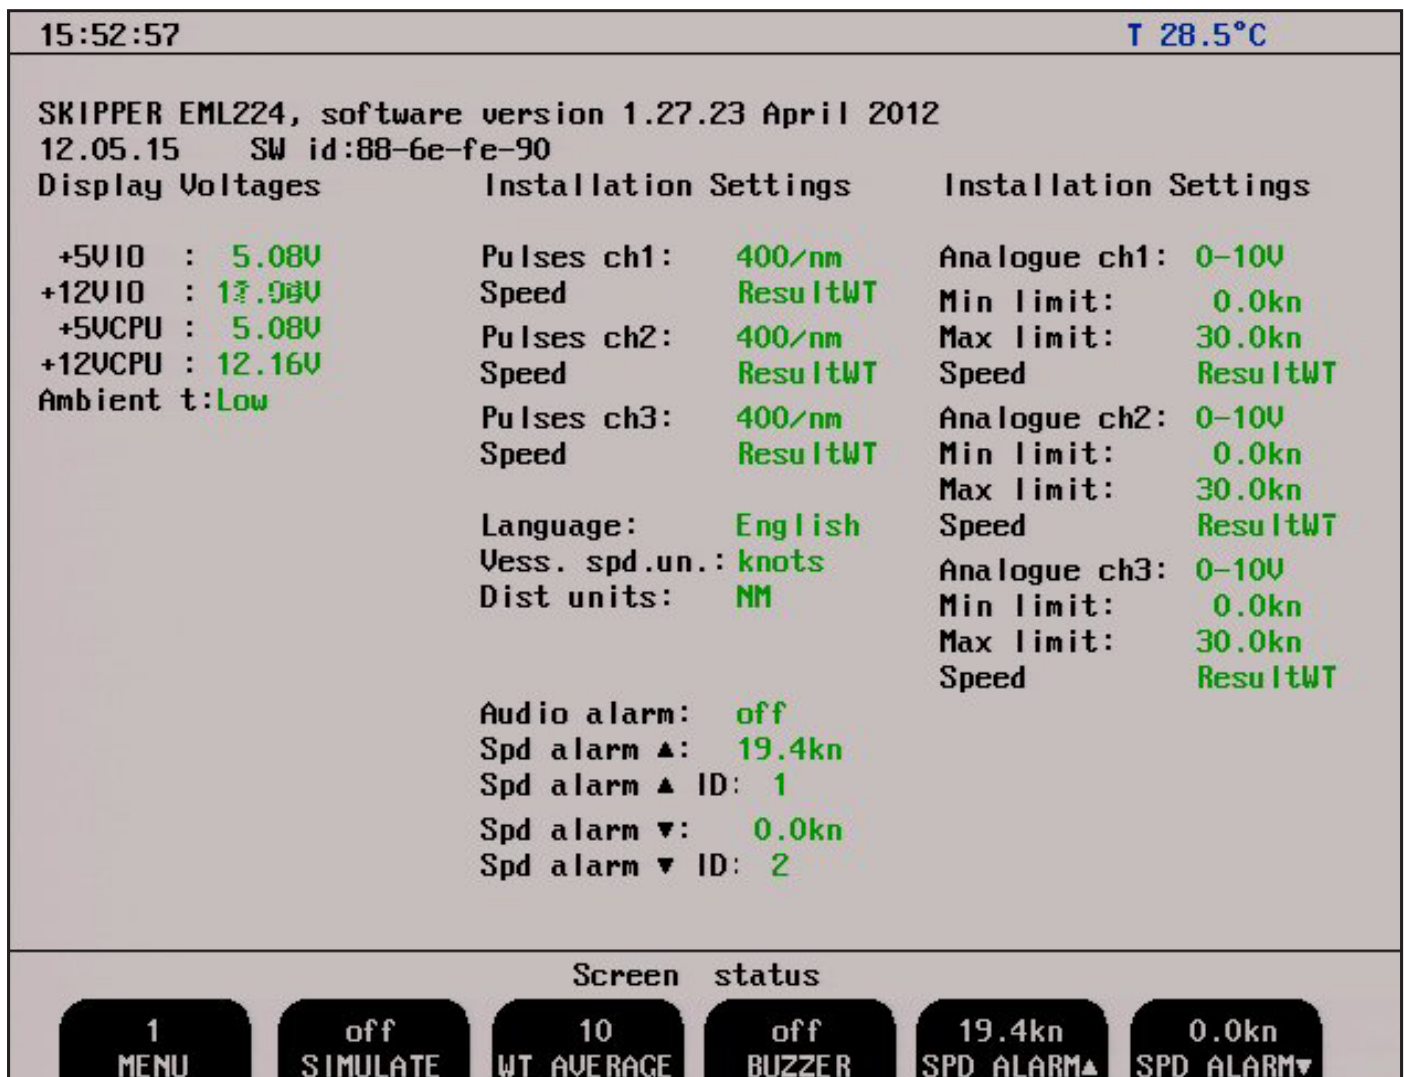 15:52:57 T 28.5°C
SKIPPER EML224, software version 1.27.23 April 2012
12.05.15 SW id:88-6e-fe-90
Display Voltages
+5VIO : 5.08V
+12VIO :
+5VCPU : 5.08V
+12VCPU : 12.16V
Ambient t:Low
Installation Settings
Pulses ch1: 400/nm
Speed ResultWT
Pulses ch2: 400/nm
Speed ResultWT
Pulses ch3: 400/nm
Speed ResultWT
Language: English
Vess. spd.un.: knots
Dist units: NM
Audio alarm: off
Spd alarm ▲: 19.4kn
Spd alarm ▲ ID: 1
Spd alarm ▼: 0.0kn
Spd alarm ▼ ID: 2
Installation Settings
Analogue ch1: 0-10V
Min limit: 0.0kn
Max limit: 30.0kn
Speed ResultWT
Analogue ch2: 0-10V
Min limit: 0.0kn
Max limit: 30.0kn
Speed ResultWT
Analogue ch3: 0-10V
Min limit: 0.0kn
Max limit: 30.0kn
Speed ResultWT
Screen status
1
MENU
off
SIMULATE
10
WT AVERAGE
off
BUZZER
19.4kn
SPD ALARM▲
0.0kn
SPD ALARM▼